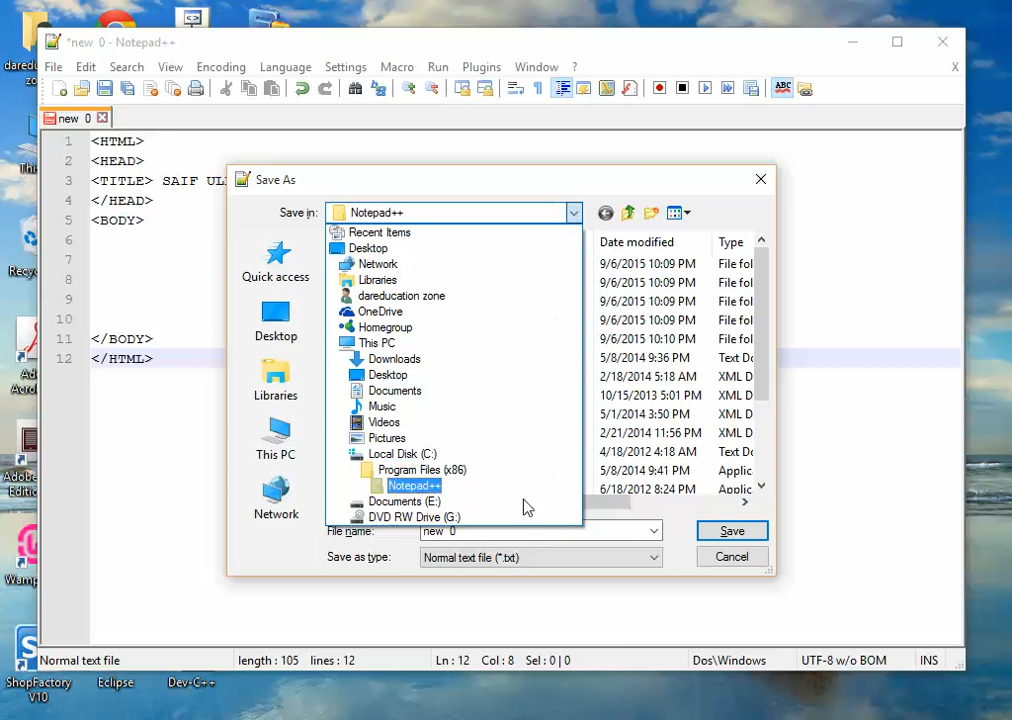 *new  0 - Notepad++
File Edit Search View Encoding Language Settings Macro Run Plugins Window ? X
new  0
1 <HTML>
2 <HEAD>
3 <TITLE> SAIF
4 </HEAD>
5 <BODY>
6
7
8
9
10
11 </BODY>
12 </HTML>
Save As
Save in: Notepad++
Recent Items
Desktop
Network
Libraries
dareducation zone
OneDrive
Homegroup
This PC
Downloads
Desktop
Documents
Music
Videos
Pictures
Local Disk (C:)
Program Files (x86)
Notepad++
Documents (E:)
DVD RW Drive (G:)
Quick access
Desktop
Libraries
This PC
Network
Date modified Type
9/6/2015 10:09 PM File fol
9/6/2015 10:09 PM File fol
9/6/2015 10:09 PM File fol
9/6/2015 10:09 PM File fol
9/6/2015 10:10 PM File fol
5/8/2014 9:36 PM Text Do
2/18/2014 5:18 AM XML D
10/15/2013 5:01 PM XML D
5/1/2014 3:50 PM XML D
2/21/2014 11:56 PM XML D
4/18/2012 4:18 AM Text D
5/8/2014 9:41 PM Applic
6/18/2012 8:24 PM Applic
File name: new  0 Save
Save as type: Normal text file (*.txt) Cancel
Normal text file length : 105 lines : 12 Ln : 12 Col : 8 Sel : 0 | 0 Dos\Windows UTF-8 w/o BOM INS
ShopFactory V10
Eclipse
Dev-C++